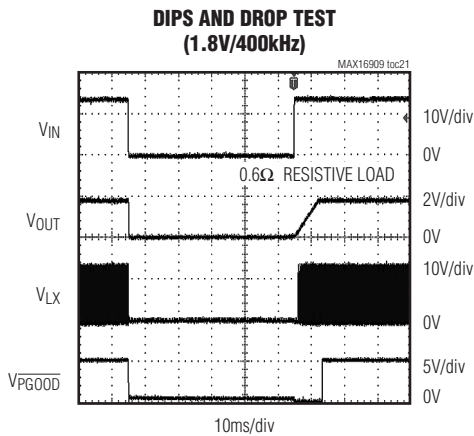 DIPS AND DROP TEST
(1.8V/400kHz)
MAX16909 toc21
VIN
10V/div
0V
0.6Ω RESISTIVE LOAD
VOUT
2V/div
0V
VLX
10V/div
0V
VPGOOD
5V/div
0V
10ms/div